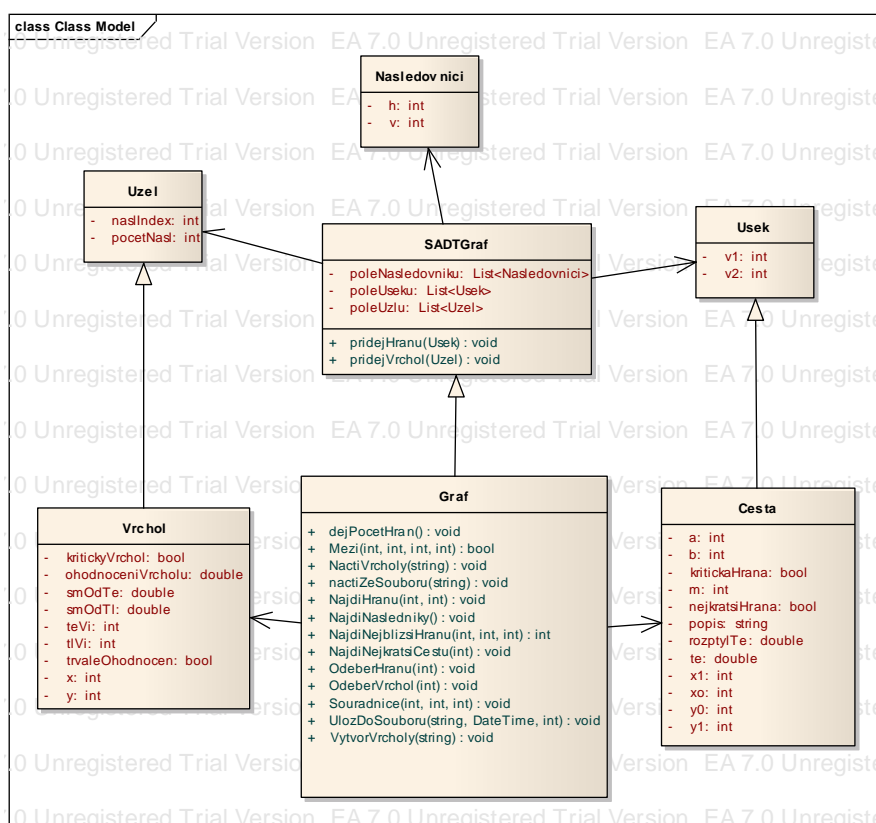 class Class Model
EA 7.0 Unregistered Trial Version
Nasledovnici
- h: int
- v: int
Uzel
- naslIndex: int
- pocetNasl: int
SADTGraf
- poleNasledovniku: List<Nasledovnici>
- poleUseku: List<Usek>
- poleUzlu: List<Uzel>
+ pridejHranu(Usek) : void
+ pridejVrchol(Uzel) : void
Usek
- v1: int
- v2: int
Vrchol
- kritickyVrchol: bool
- ohodnoceniVrcholu: double
- smOdTe: double
- smOdTl: double
- teVi: int
- tlVi: int
- trvaleOhodnocen: bool
- x: int
- y: int
Graf
+ dejPocetHran() : void
+ Mezi(int, int, int, int) : bool
+ NactiVrcholy(string) : void
+ nactiZeSouboru(string) : void
+ NajdiHranu(int, int) : void
+ NajdiNasledniky() : void
+ NajdiNejblizsiHranu(int, int, int) : int
+ NajdiNejkratsiCestu(int) : void
+ OdeberHranu(int) : void
+ OdeberVrchol(int) : void
+ Souradnice(int, int, int) : void
+ UlozDoSouboru(string, DateTime, int) : void
+ VytvorVrcholy(string) : void
Cesta
- a: int
- b: int
- kritickaHrana: bool
- m: int
- nejkratsiHrana: bool
- popis: string
- rozptylTe: double
- te: double
- x1: int
- xo: int
- y0: int
- y1: int